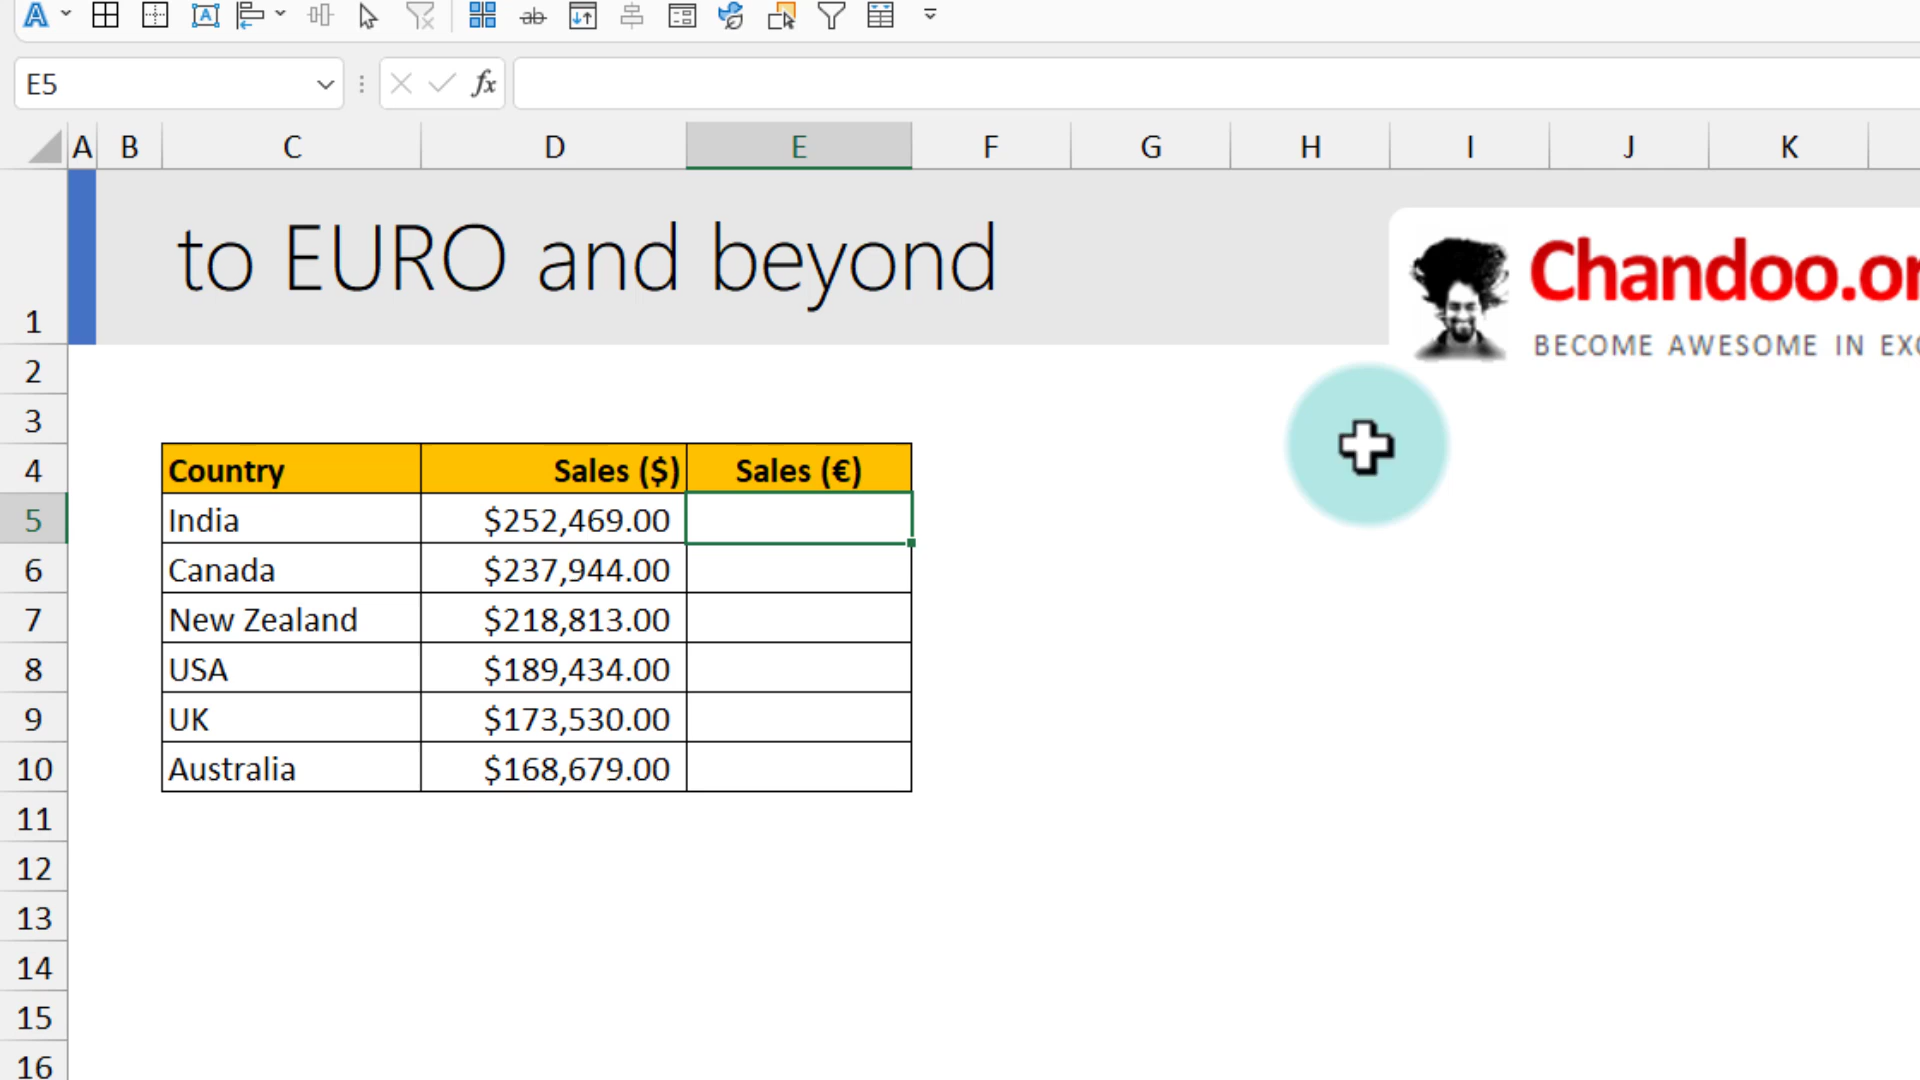 E5
fx
A B C D E F G H I J K
1 to EURO and beyond
Chandoo.or
BECOME AWESOME IN EXC
2
3
4 Country Sales ($) Sales (€)
5 India $252,469.00
6 Canada $237,944.00
7 New Zealand $218,813.00
8 USA $189,434.00
9 UK $173,530.00
10 Australia $168,679.00
11
12
13
14
15
16